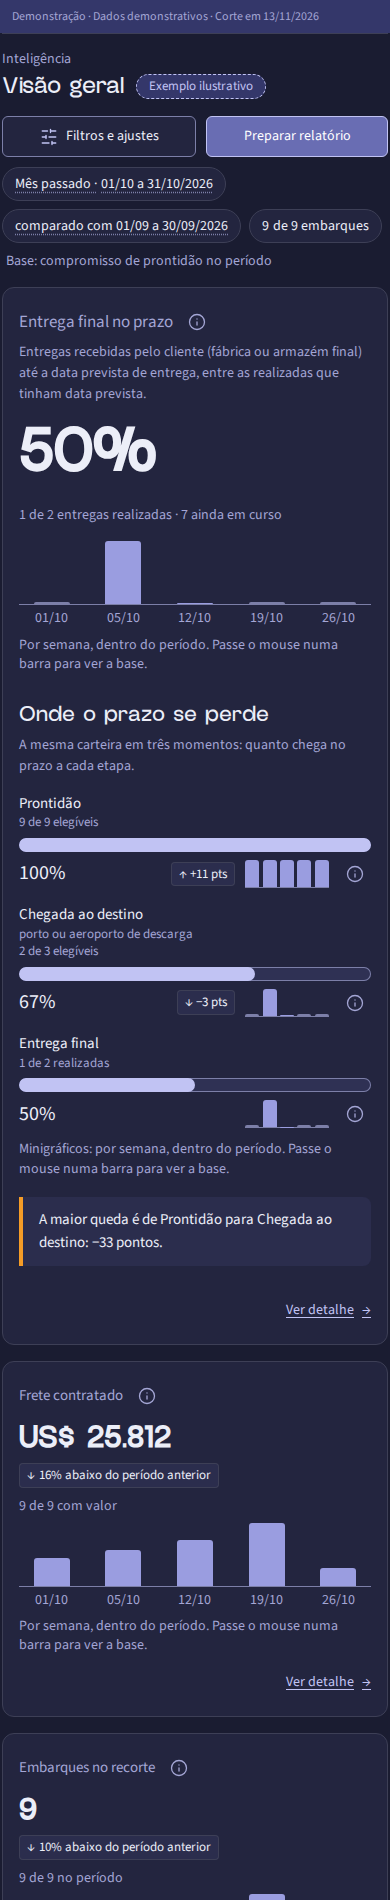 Demonstração · Dados demonstrativos · Corte em 13/11/2026
Inteligência
Visão geral
Exemplo ilustrativo
Filtros e ajustes
Preparar relatório
Mês passado · 01/10 a 31/10/2026
comparado com 01/09 a 30/09/2026
9 de 9 embarques
Base: compromisso de prontidão no período
Entrega final no prazo
Entregas recebidas pelo cliente (fábrica ou armazém final)
até a data prevista de entrega, entre as realizadas que
tinham data prevista.
50%
1 de 2 entregas realizadas · 7 ainda em curso
01/10 05/10 12/10 19/10 26/10
Por semana, dentro do período. Passe o mouse numa
barra para ver a base.
Onde o prazo se perde
A mesma carteira em três momentos: quanto chega no
prazo a cada etapa.
Prontidão
9 de 9 elegíveis
100%
↑ +11 pts
Chegada ao destino
porto ou aeroporto de descarga
2 de 3 elegíveis
67%
↓ −3 pts
Entrega final
1 de 2 realizadas
50%
Minigráficos: por semana, dentro do período. Passe o
mouse numa barra para ver a base.
A maior queda é de Prontidão para Chegada ao
destino: −33 pontos.
Ver detalhe →
Frete contratado
US$ 25.812
↓ 16% abaixo do período anterior
9 de 9 com valor
01/10 05/10 12/10 19/10 26/10
Por semana, dentro do período. Passe o mouse numa
barra para ver a base.
Ver detalhe →
Embarques no recorte
9
↓ 10% abaixo do período anterior
9 de 9 no período